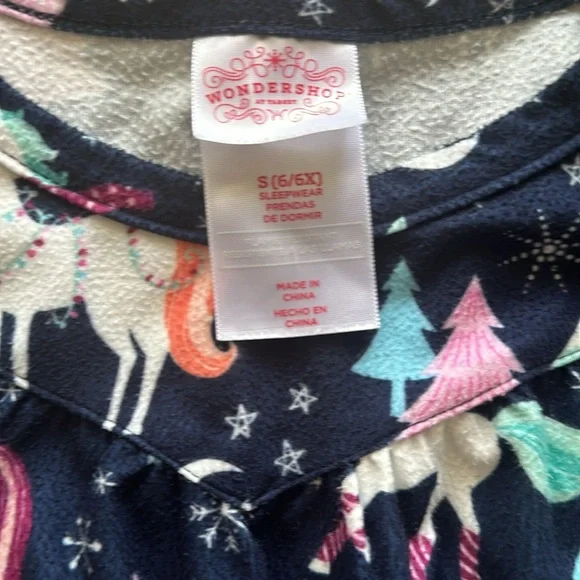 WONDERSHOP
AT TARGET
S (6/6X)
SLEEPWEAR
PRENDAS
DE DORMIR
MADE IN
CHINA
HECHO EN
CHINA